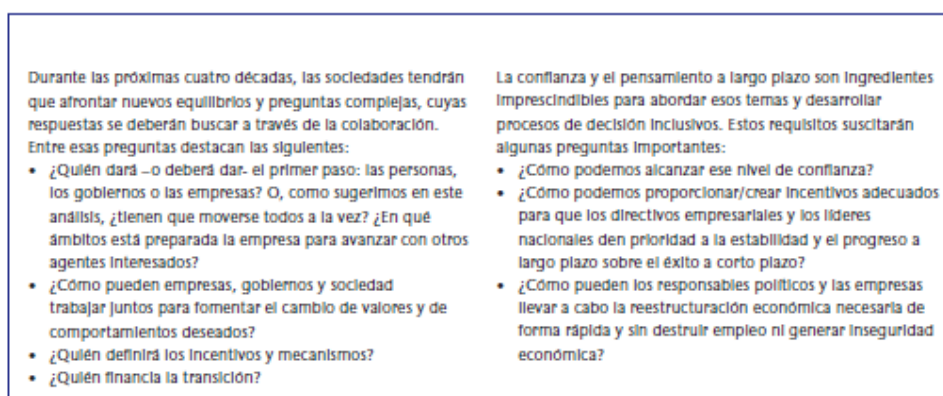 Durante las próximas cuatro décadas, las sociedades tendrán
que afrontar nuevos equilibrios y preguntas complejas, cuyas
respuestas se deberán buscar a través de la colaboración.
Entre esas preguntas destacan las siguientes:
• ¿Quién dará –o deberá dar- el primer paso: las personas,
los gobiernos o las empresas? O, como sugerimos en este
análisis, ¿tienen que moverse todos a la vez? ¿En qué
ámbitos está preparada la empresa para avanzar con otros
agentes interesados?
• ¿Cómo pueden empresas, gobiernos y sociedad
trabajar juntos para fomentar el cambio de valores y de
comportamientos deseados?
• ¿Quién definirá los incentivos y mecanismos?
• ¿Quién financia la transición?
La confianza y el pensamiento a largo plazo son ingredientes
imprescindibles para abordar esos temas y desarrollar
procesos de decisión inclusivos. Estos requisitos suscitarán
algunas preguntas importantes:
• ¿Cómo podemos alcanzar ese nivel de confianza?
• ¿Cómo podemos proporcionar/crear incentivos adecuados
para que los directivos empresariales y los líderes
nacionales den prioridad a la estabilidad y el progreso a
largo plazo sobre el éxito a corto plazo?
• ¿Cómo pueden los responsables políticos y las empresas
llevar a cabo la reestructuración económica necesaria de
forma rápida y sin destruir empleo ni generar inseguridad
económica?